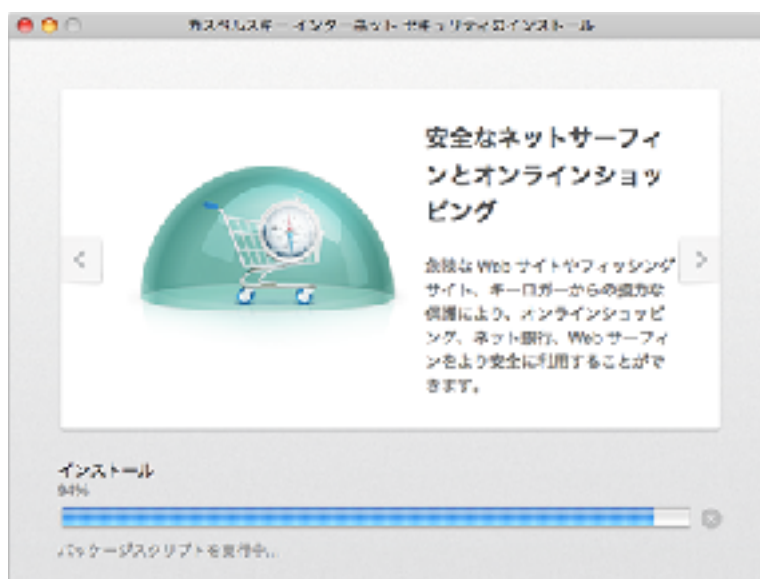 カスペルスキー インターネット セキュリティのインストール
安全なネットサーフィ
ンとオンラインショッ
ピング
危険な Web サイトやフィッシング
サイト、キーロガーからの強力な
保護により、オンラインショッピ
ング、ネット銀行、Web サーフィ
ンをより安全に利用することがで
きます。
インストール
94%
パッケージスクリプトを実行中...